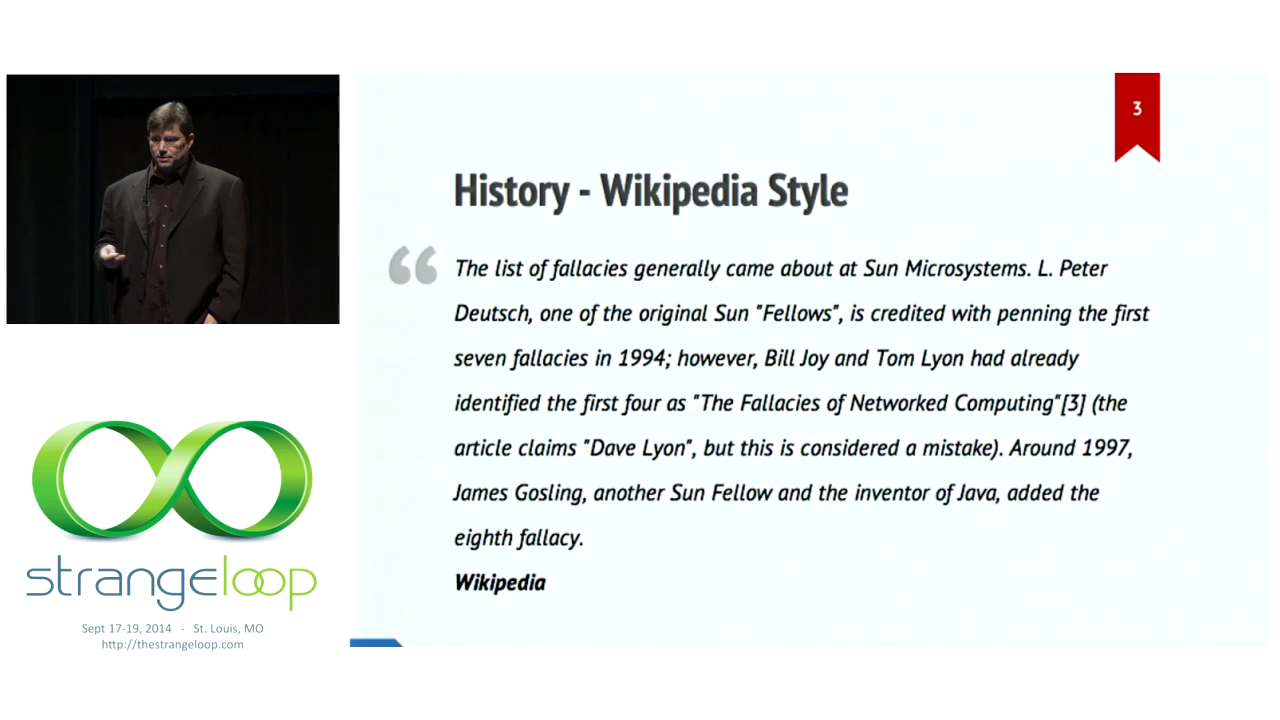 3
History - Wikipedia Style
“
The list of fallacies generally came about at Sun Microsystems. L. Peter
Deutsch, one of the original Sun "Fellows", is credited with penning the first
seven fallacies in 1994; however, Bill Joy and Tom Lyon had already
identified the first four as "The Fallacies of Networked Computing"[3] (the
article claims "Dave Lyon", but this is considered a mistake). Around 1997,
James Gosling, another Sun Fellow and the inventor of Java, added the
eighth fallacy.
Wikipedia
strangeloop
Sept 17-19, 2014 - St. Louis, MO
http://thestrangeloop.com